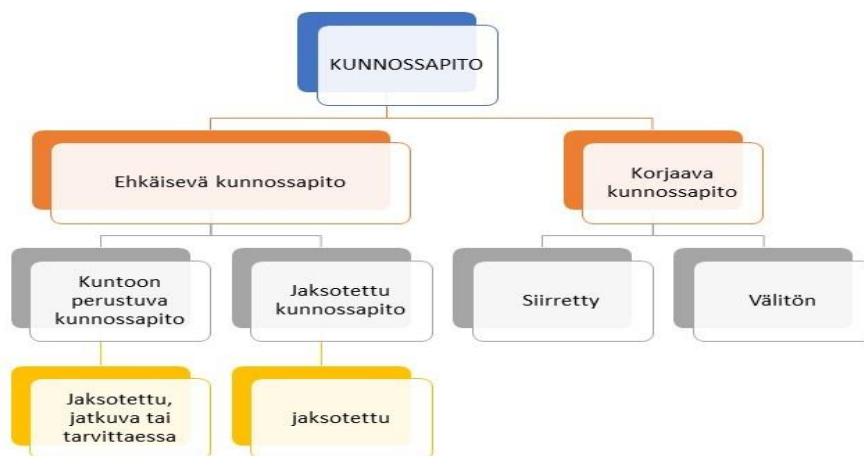 KUNNOSSAPITO
Ehkäisevä kunnossapito
Korjaava
kunnossapito
Kuntoon
perustuva
kunnossapito
Jaksotettu
kunnossapito
Siirretty
Välitön
Jaksotettu,
jatkuva tai
tarvittaessa
jaksotettu